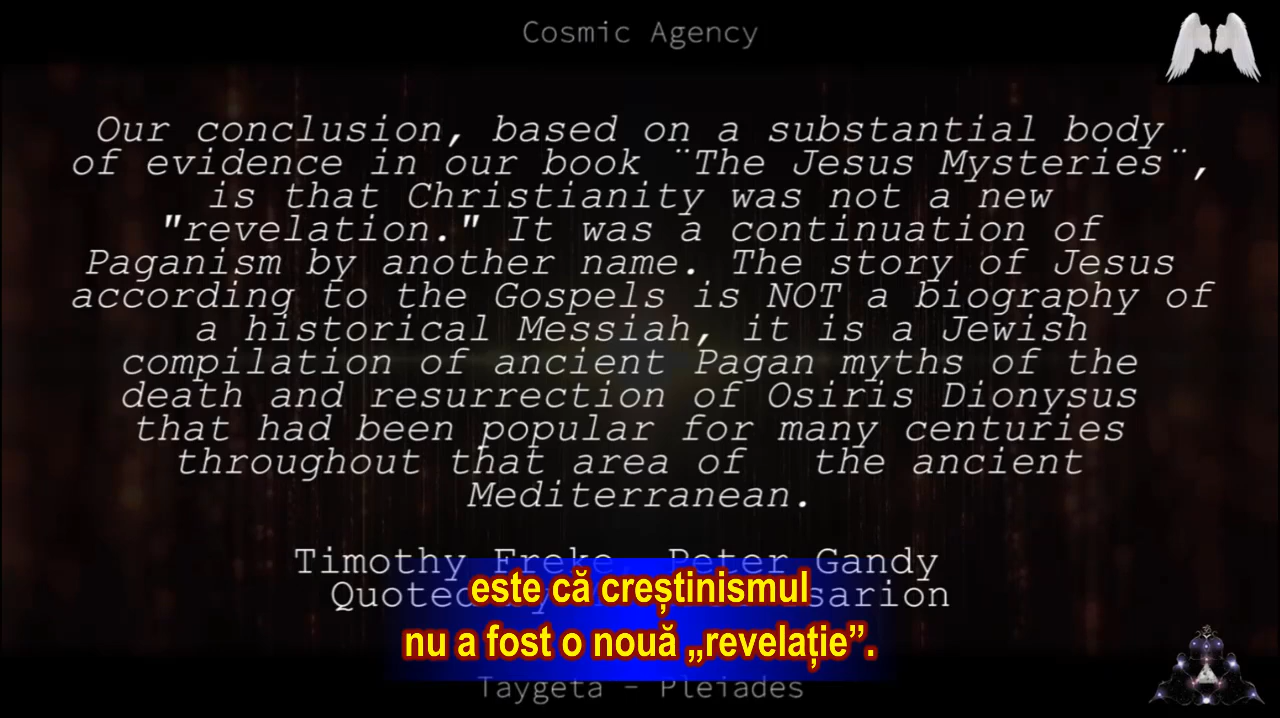 Cosmic Agency
Our conclusion, based on a substantial body
of evidence in our book ¨The Jesus Mysteries¨,
is that Christianity was not a new
"revelation." It was a continuation of
Paganism by another name. The story of Jesus
according to the Gospels is NOT a biography of
a historical Messiah, it is a Jewish
compilation of ancient Pagan myths of the
death and resurrection of Osiris Dionysus
that had been popular for many centuries
throughout that area of the ancient
Mediterranean.
Timothy Freke, Peter Gandy
Quoted by
este că creștinismul
nu a fost o nouă „revelație”.
Taygeta - Pleiades